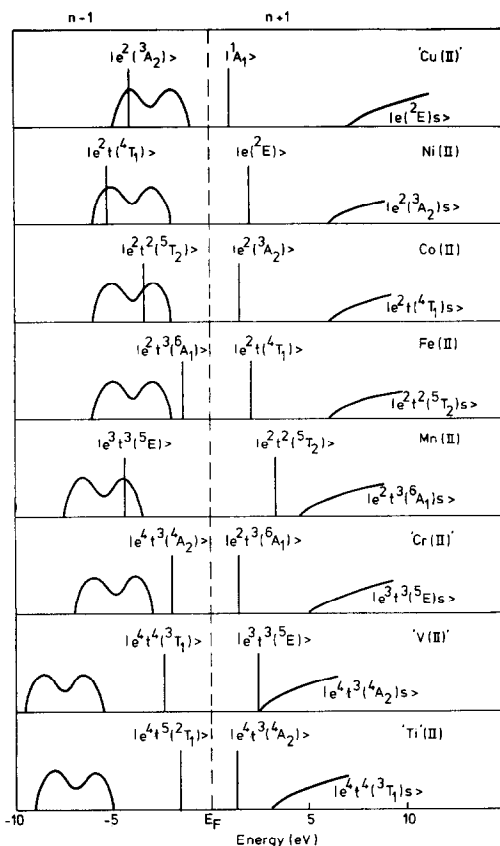 n-1 n+1
|e²(³A₂)> |¹A₁> 'Cu(II)'
|e(²E)s>
|e²t(⁴T₁)> |e(²E)> Ni(II)
|e²(³A₂)s>
|e²t²(⁵T₂)> |e²(³A₂)> Co(II)
|e²t(⁴T₁)s>
|e²t³(⁶A₁)> |e²t(⁴T₁)> Fe(II)
|e²t²(⁵T₂)s>
|e³t³(⁵E)> |e²t²(⁵T₂)> Mn(II)
|e²t³(⁶A₁)s>
|e⁴t³(⁴A₂)> |e²t³(⁶A₁)> 'Cr(II)'
|e³t³(⁵E)s>
|e⁴t⁴(³T₁)> |e³t³(⁵E)> 'V(II)'
|e⁴t³(⁴A₂)s>
|e⁴t⁵(²T₁)> |e⁴t³(⁴A₂)> 'Ti'(II)
|e⁴t⁴(³T₁)s>
-10 -5 E_F 5 10
Energy (eV)